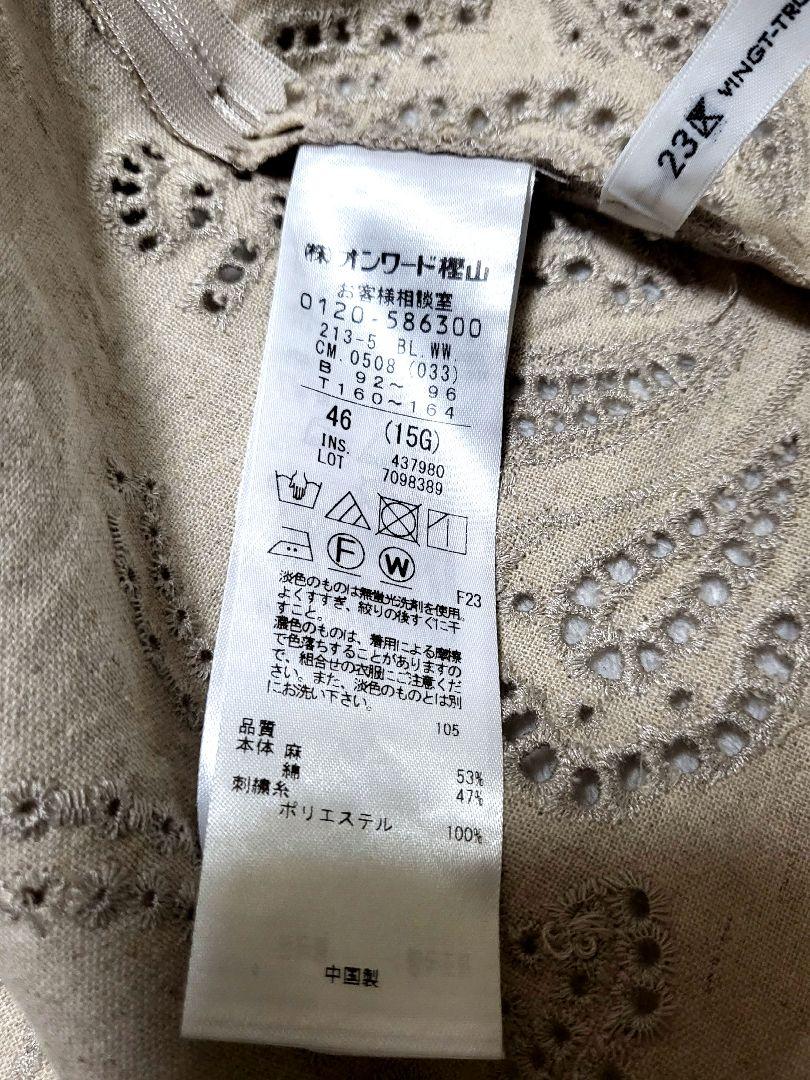 23区 VINGT-TR
㈱オンワード樫山
お客様相談室
0120-586300
213-5 BL.WW
CM.0508 (033)
B 92～ 96
T160～164
46 (15G)
INS. 437980
LOT 7098389
F W
F23
淡色のものは無蛍光洗剤を使用。
よくすすぎ、絞りの後すぐに干
すこと。
濃色のものは、着用による摩擦
で色落ちすることがありますの
で、組合せの衣服にご注意くだ
さい。また、淡色のものとは別
にお洗い下さい。
105
品質
本体 麻 53%
綿 47%
刺繍糸
ポリエステル 100%
中国製